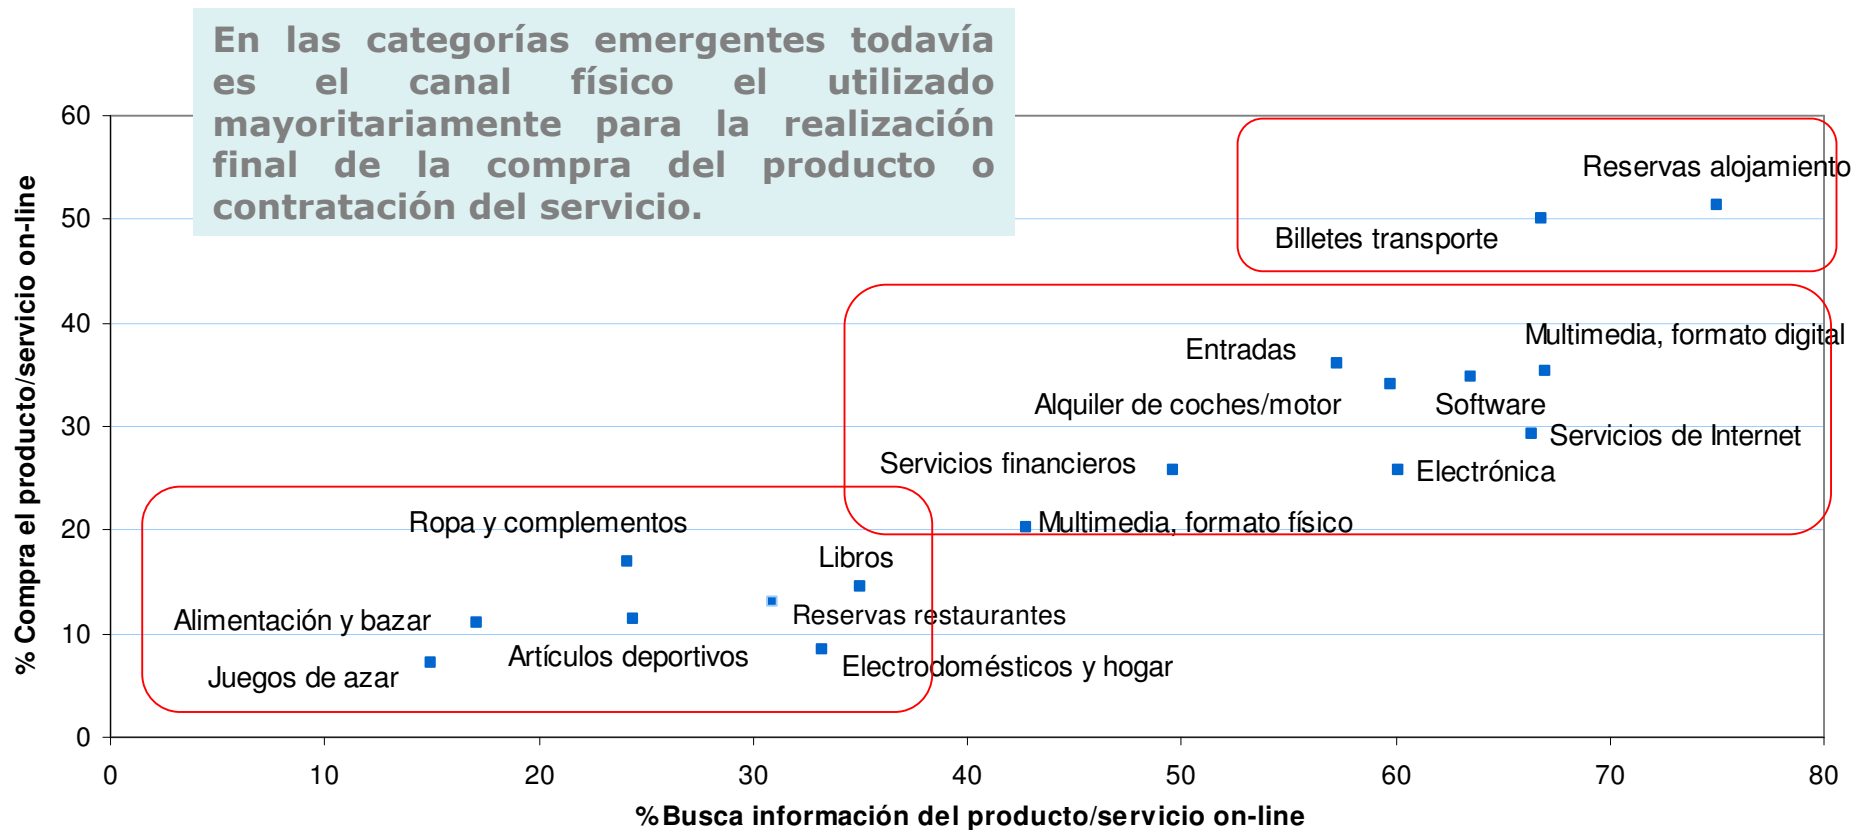 En las categorías emergentes todavía
es el canal físico el utilizado
mayoritariamente para la realización
final de la compra del producto o
contratación del servicio.
% Compra el producto/servicio on-line
60
50
40
30
20
10
0
Reservas alojamiento
Billetes transporte
Multimedia, formato digital
Entradas
Alquiler de coches/motor
Software
Servicios de Internet
Servicios financieros
Electrónica
Ropa y complementos
Multimedia, formato físico
Libros
Alimentación y bazar
Reservas restaurantes
Artículos deportivos
Electrodomésticos y hogar
Juegos de azar
0 10 20 30 40 50 60 70 80
%Busca información del producto/servicio on-line